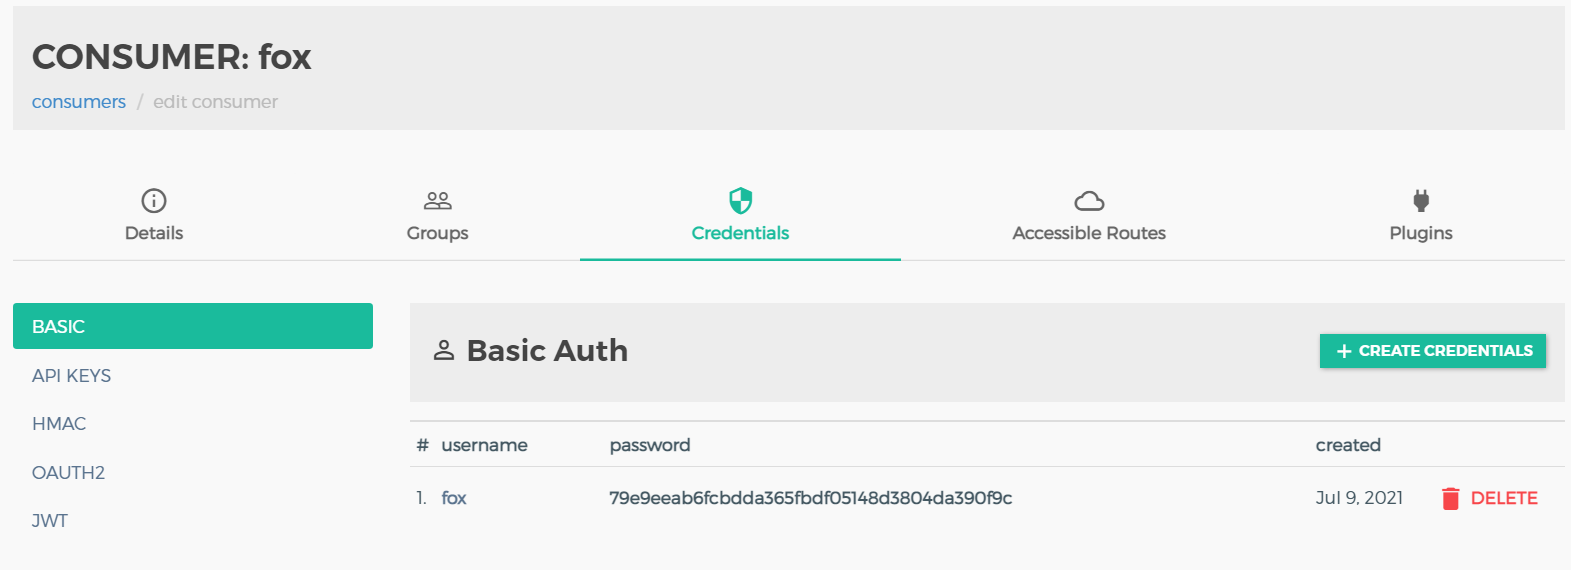 CONSUMER: fox
consumers / edit consumer
Details Groups Credentials Accessible Routes Plugins
BASIC
API KEYS
HMAC
OAUTH2
JWT
Basic Auth
+ CREATE CREDENTIALS
# username password created
1. fox 79e9eeab6fcbdda365fbdf05148d3804da390f9c Jul 9, 2021 DELETE